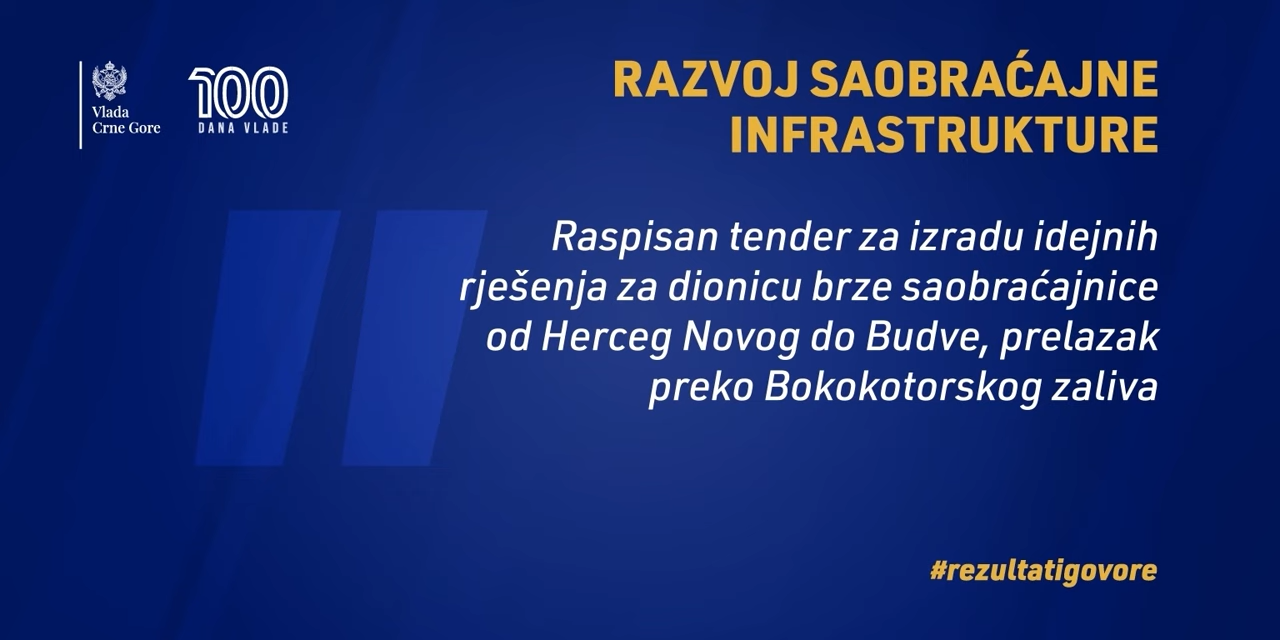 Vlada
Crne Gore
100
DANA VLADE
RAZVOJ SAOBRAĆAJNE
INFRASTRUKTURE
Raspisan tender za izradu idejnih
rješenja za dionicu brze saobraćajnice
od Herceg Novog do Budve, prelazak
preko Bokokotorskog zaliva
#rezultatigovore